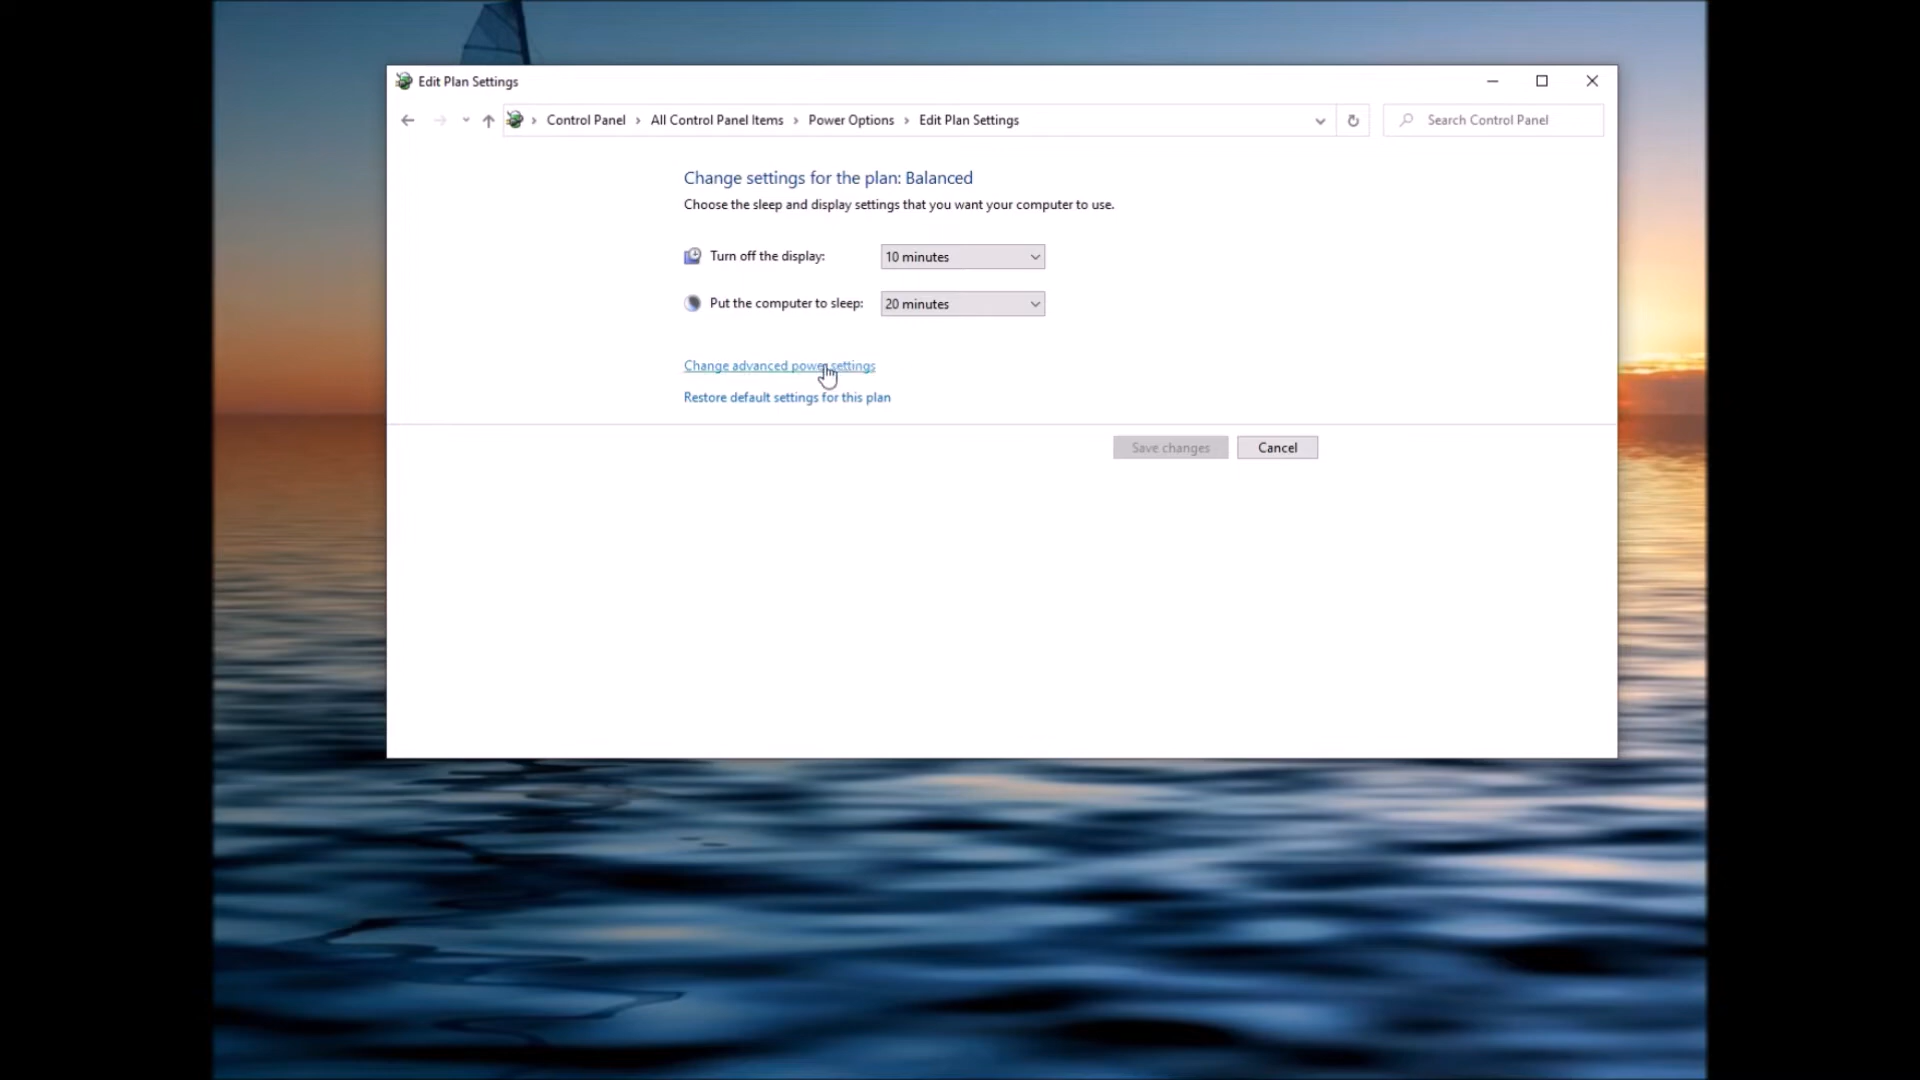 Edit Plan Settings
Control Panel › All Control Panel Items › Power Options › Edit Plan Settings
Search Control Panel
Change settings for the plan: Balanced
Choose the sleep and display settings that you want your computer to use.
Turn off the display: 10 minutes
Put the computer to sleep: 20 minutes
Change advanced power settings
Restore default settings for this plan
Save changes Cancel